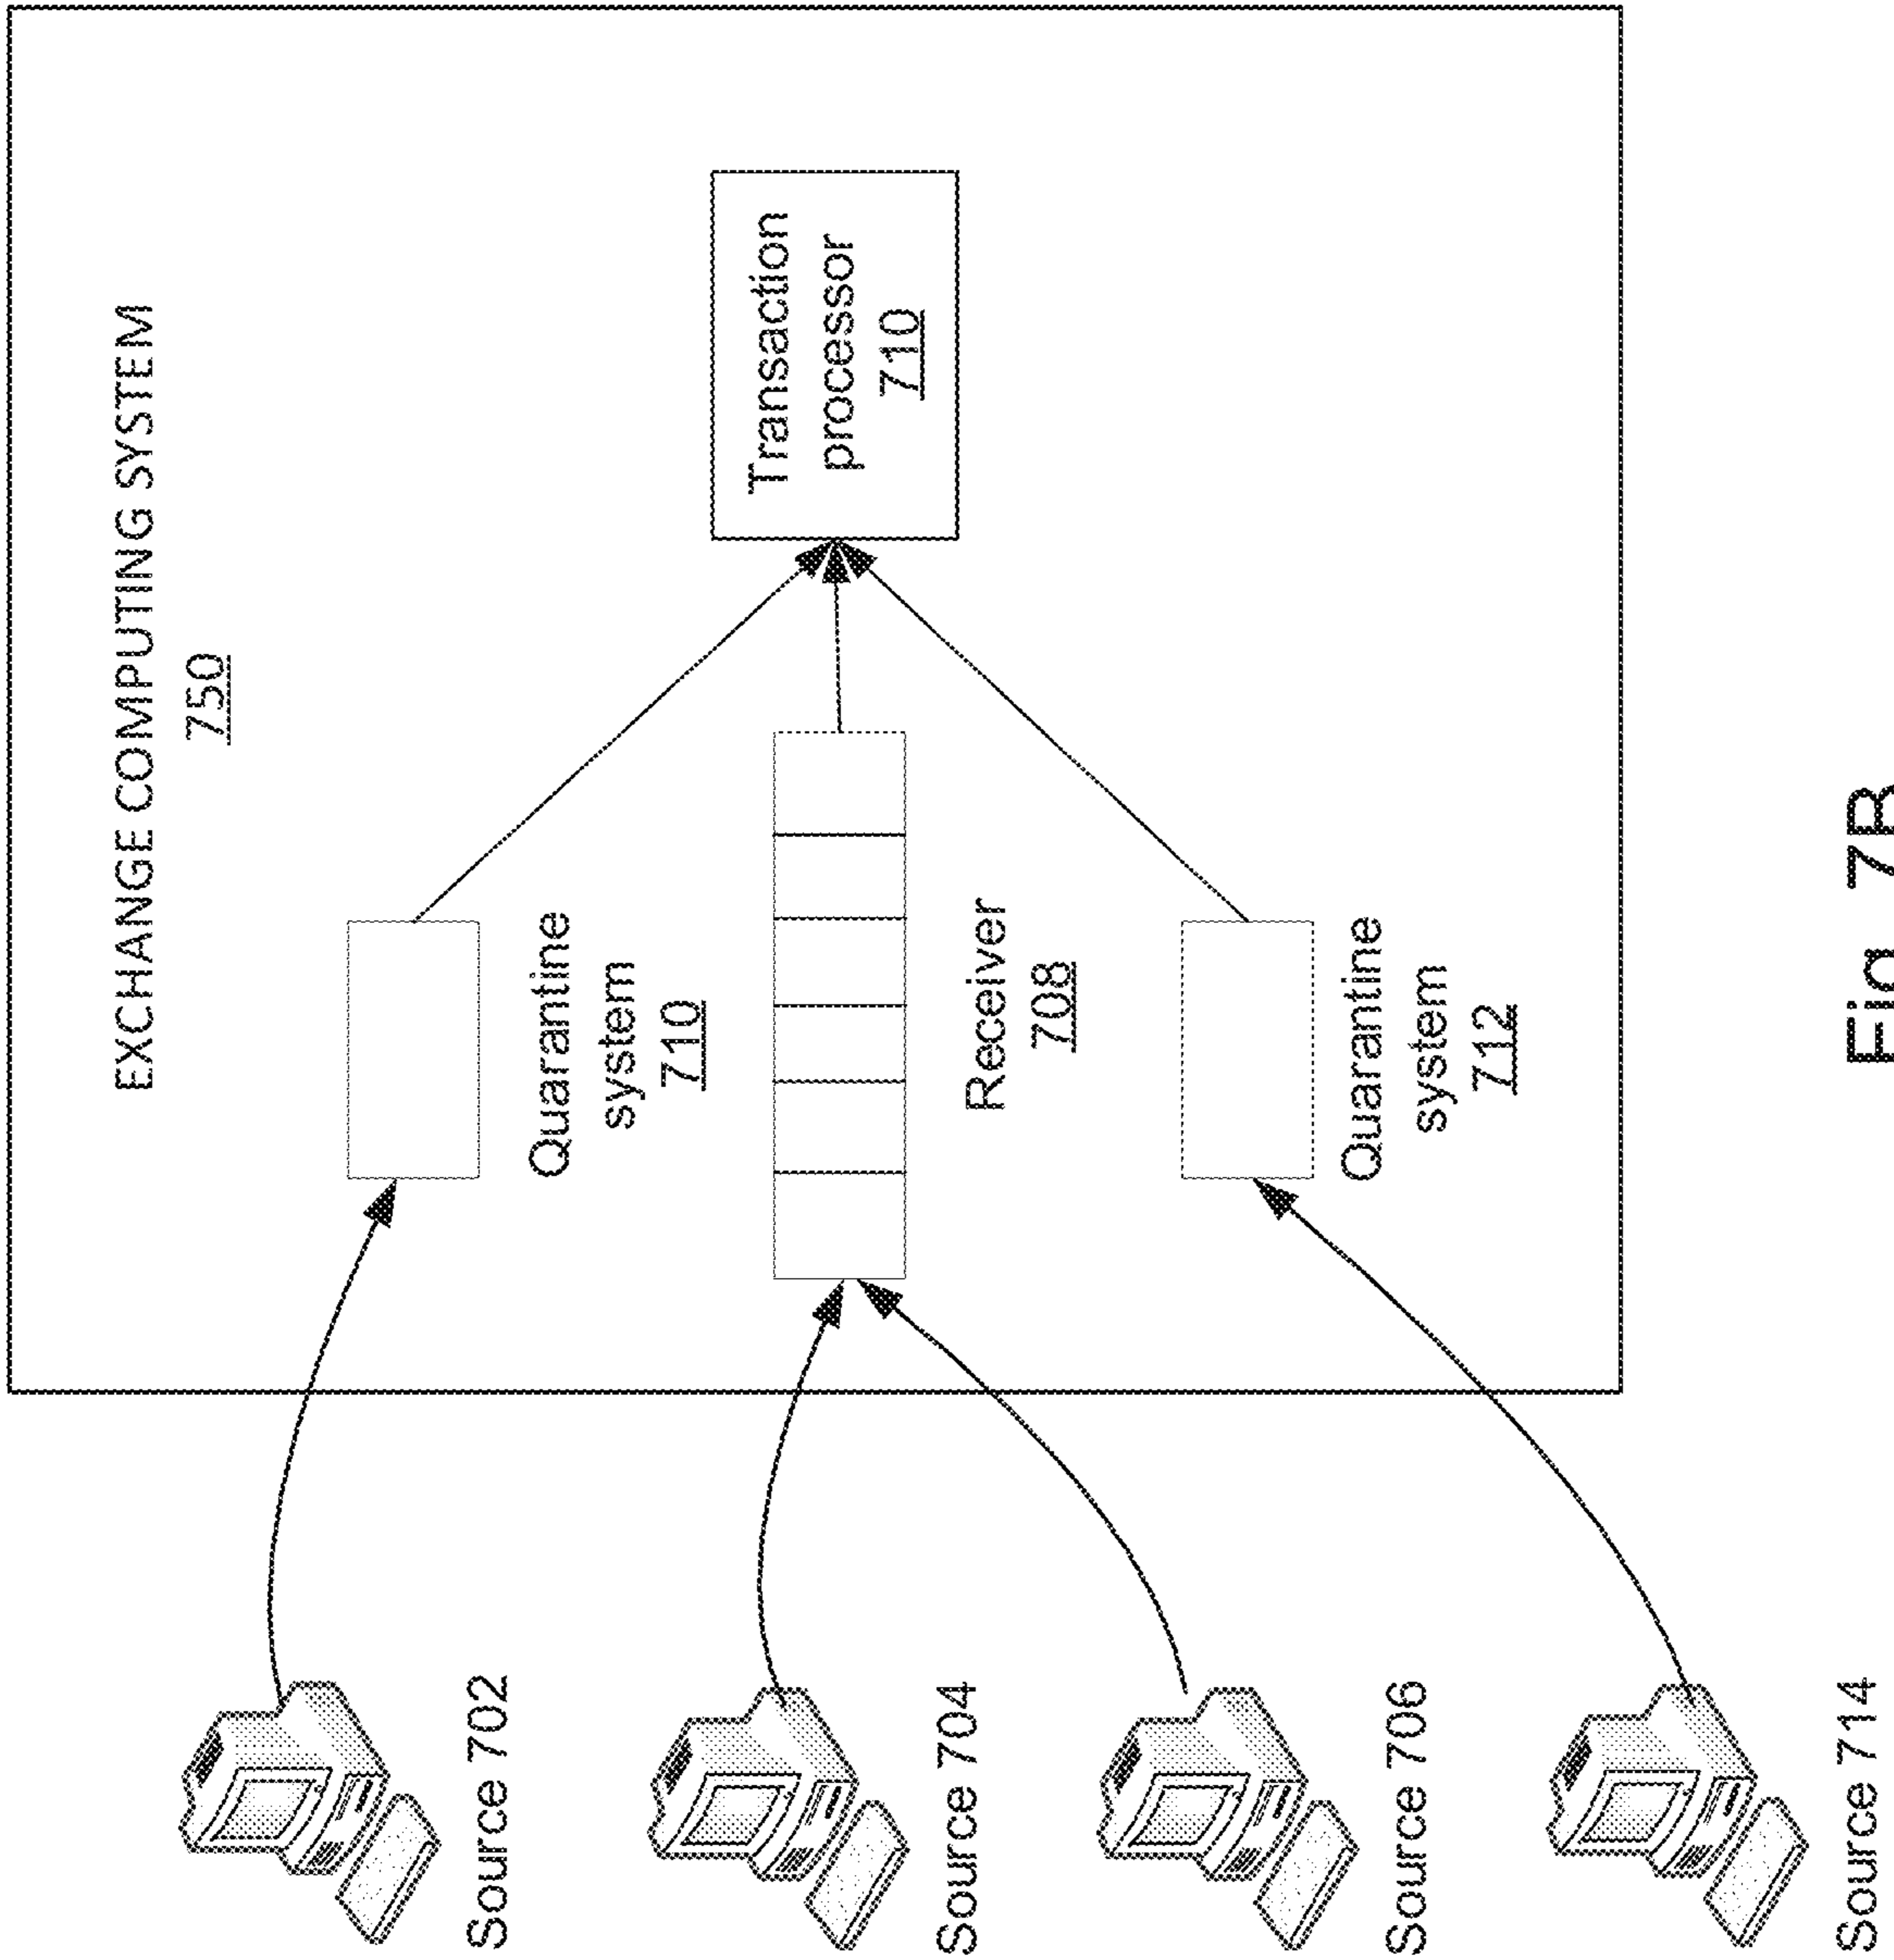 EXCHANGE COMPUTING SYSTEM
750
Source 702
Source 704
Source 706
Source 714
Quarantine
system
710
Receiver
708
Quarantine
system
712
Transaction
processor
710
Fig. 7B